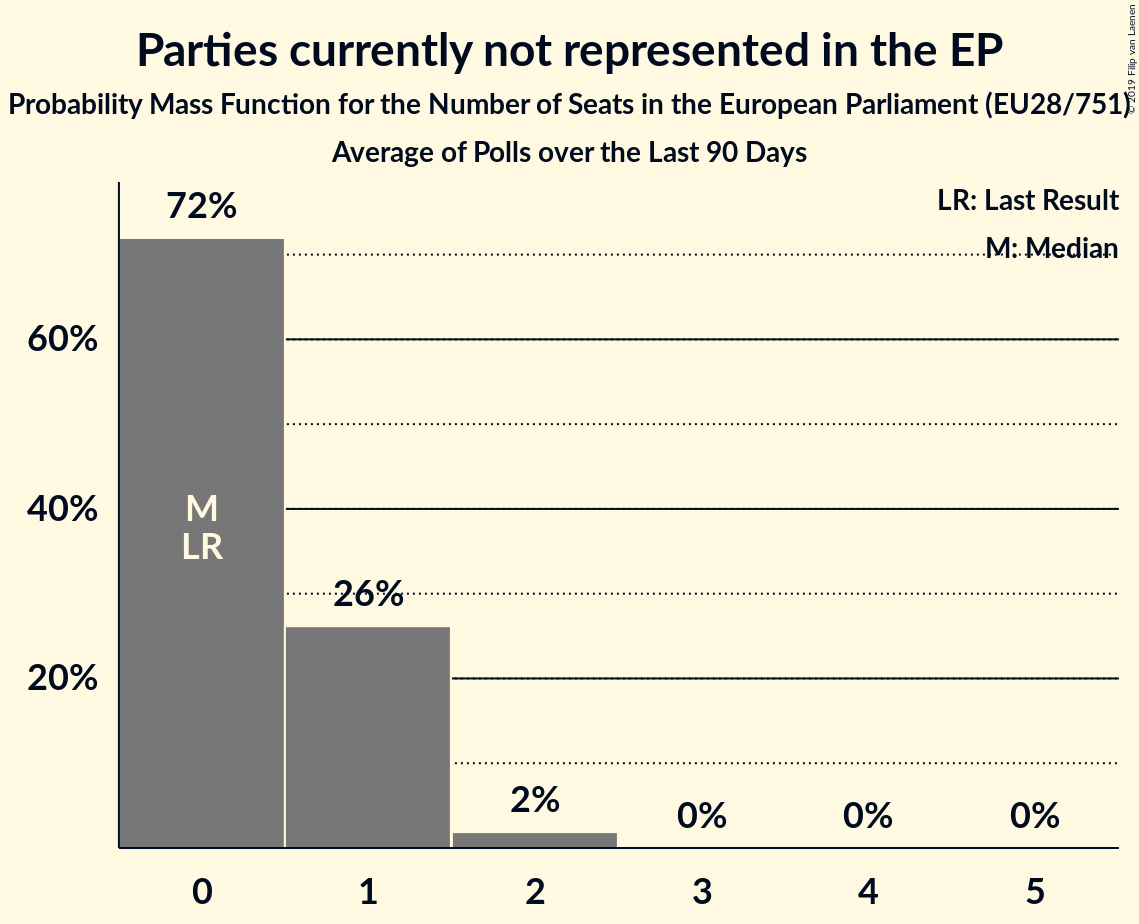 Parties currently not represented in the EP
Probability Mass Function for the Number of Seats in the European Parliament (EU28/751)
Average of Polls over the Last 90 Days
© 2019 Filip van Laenen
LR: Last Result
M: Median
72%
60%
40%
20%
M
LR
26%
2%
0%
0%
0%
0 1 2 3 4 5